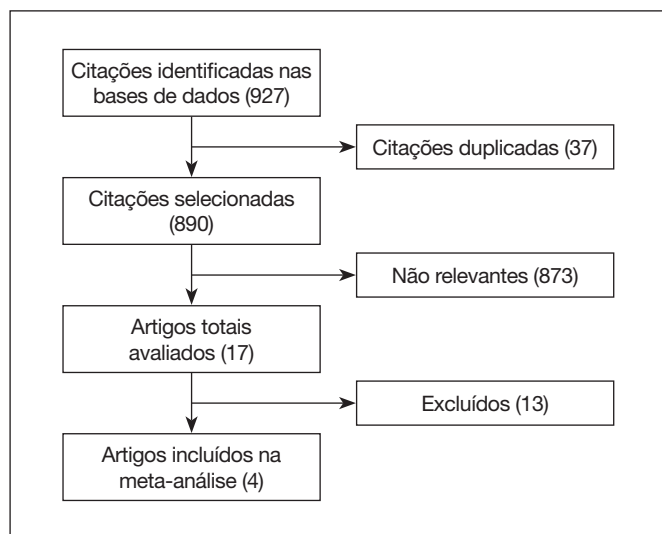 Citações identificadas nas
bases de dados (927)
Citações duplicadas (37)
Citações selecionadas
(890)
Não relevantes (873)
Artigos totais
avaliados (17)
Excluídos (13)
Artigos incluídos na
meta-análise (4)